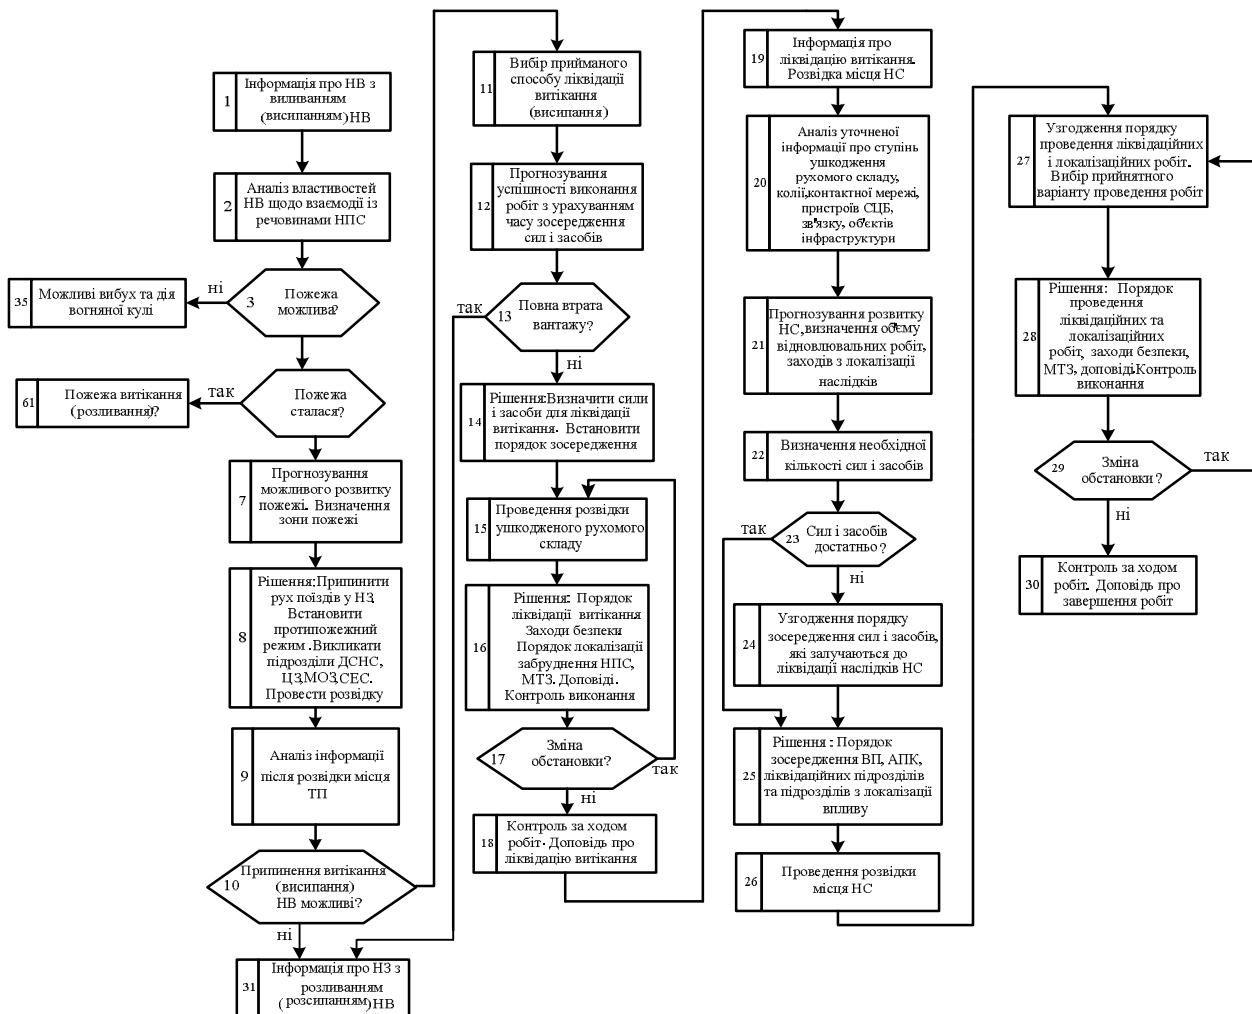 1
Інформація про НВ з
виливанням
(висипанням) НВ
2
Аналіз властивостей
НВ щодо взаємодії із
речовинами НПС
3
Пожежа
можлива?
ні
35
Можливі вибух та дія
вогняної кулі
Пожежа
сталася?
так
61
Пожежа витікання
(розливання)?
7
Прогнозування
можливого розвитку
пожежі. Визначення
зони пожежі
8
Рішення:Припинити
рух поїздів у НЗ.
Встановити
протипожежний
режим .Викликати
підрозділи ДСНС,
ЦЗ,МОЗ,СЕС.
Провести розвідку
9
Аналіз інформації
після розвідки місця
ТП
10
Припинення витікання
(висипання)
НВ можливі?
ні
31
Інформація про НЗ з
розливанням
(розсипанням) НВ
11
Вибір прийманого
способу ліквідації
витікання
(висипання)
12
Прогнозування
успішності виконання
робіт з урахуванням
часу зосередження
сил і засобів
так
13
Повна втрата
вантажу?
ні
14
Рішення:Визначити сили
і засоби для ліквідації
витікання. Встановити
порядок зосередження
15
Проведення розвідки
ушкодженого рухомого
складу
16
Рішення: Порядок
ліквідації витікання
Заходи безпеки.
Порядок локалізації
забруднення НПС,
МТЗ. Доповіді.
Контроль виконання
17
Зміна
обстановки?
так
ні
18
Контроль за ходом
робіт. Доповідь про
ліквідацію витікання
19
Інформація про
ліквідацію витікання.
Розвідка місця НС
20
Аналіз уточненої
інформації про ступінь
ушкодження
рухомого складу,
колії,контактної мережі,
пристроїв СЦБ,
зв'язку, об'єктів
інфраструктури
21
Прогнозування розвитку
НС,визначення об'єму
відновлювальних робіт,
заходів з локалізації
наслідків
22
Визначення необхідної
кількості сил і засобів
так
23
Сил і засобів
достатньо ?
ні
24
Узгодження порядку
зосередження сил і засобів,
які залучаються до
ліквідації наслідків НС
25
Рішення : Порядок
зосередження ВП, АПК,
ліквідаційних підрозділів
та підрозділів з локалізації
впливу
26
Проведення розвідки
місця НС
27
Узгодження порядку
проведення ліквідаційних
і локалізаційних робіт.
Вибір прийнятного
варіанту проведення робіт
28
Рішення: Порядок
проведення
ліквідаційних та
локалізаційних
робіт, заходи безпеки,
МТЗ, доповіді.Контроль
виконання
29
Зміна
обстановки ?
так
ні
30
Контроль за ходом
робіт. Доповідь про
завершення робіт